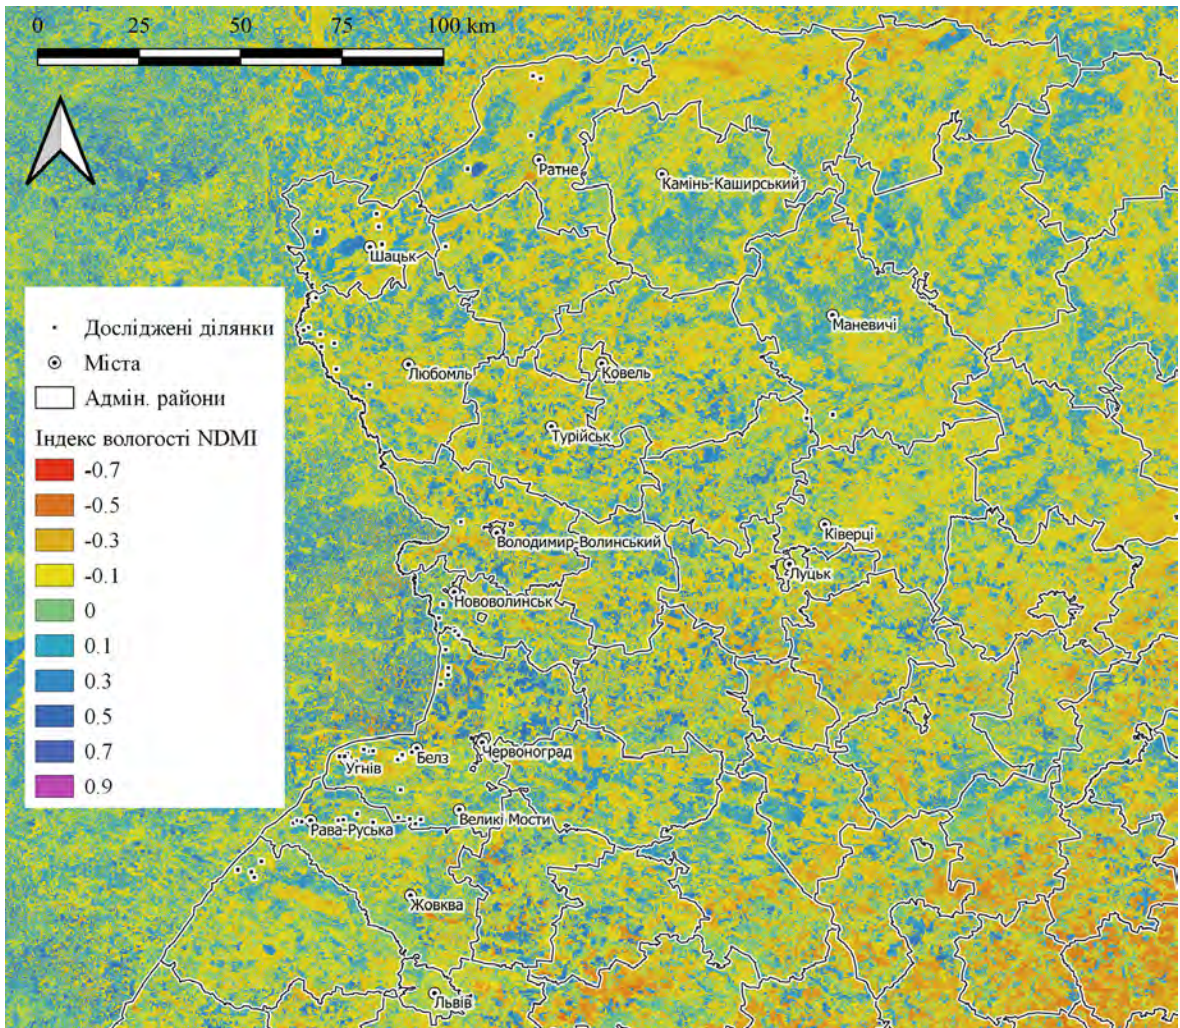 0 25 50 75 100 km
Ратне
Камінь-Каширський
Шацьк
Досліджені ділянки
Міста
Адмін. райони
Індекс вологості NDMI
-0.7
-0.5
-0.3
-0.1
0
0.1
0.3
0.5
0.7
0.9
Маневичі
Любомль
Ковель
Турійськ
Володимир-Волинський
Ківерці
Луцьк
Нововолинськ
Червоноград
Белз
Угнів
Великі Мости
Рава-Руська
Жовква
Львів